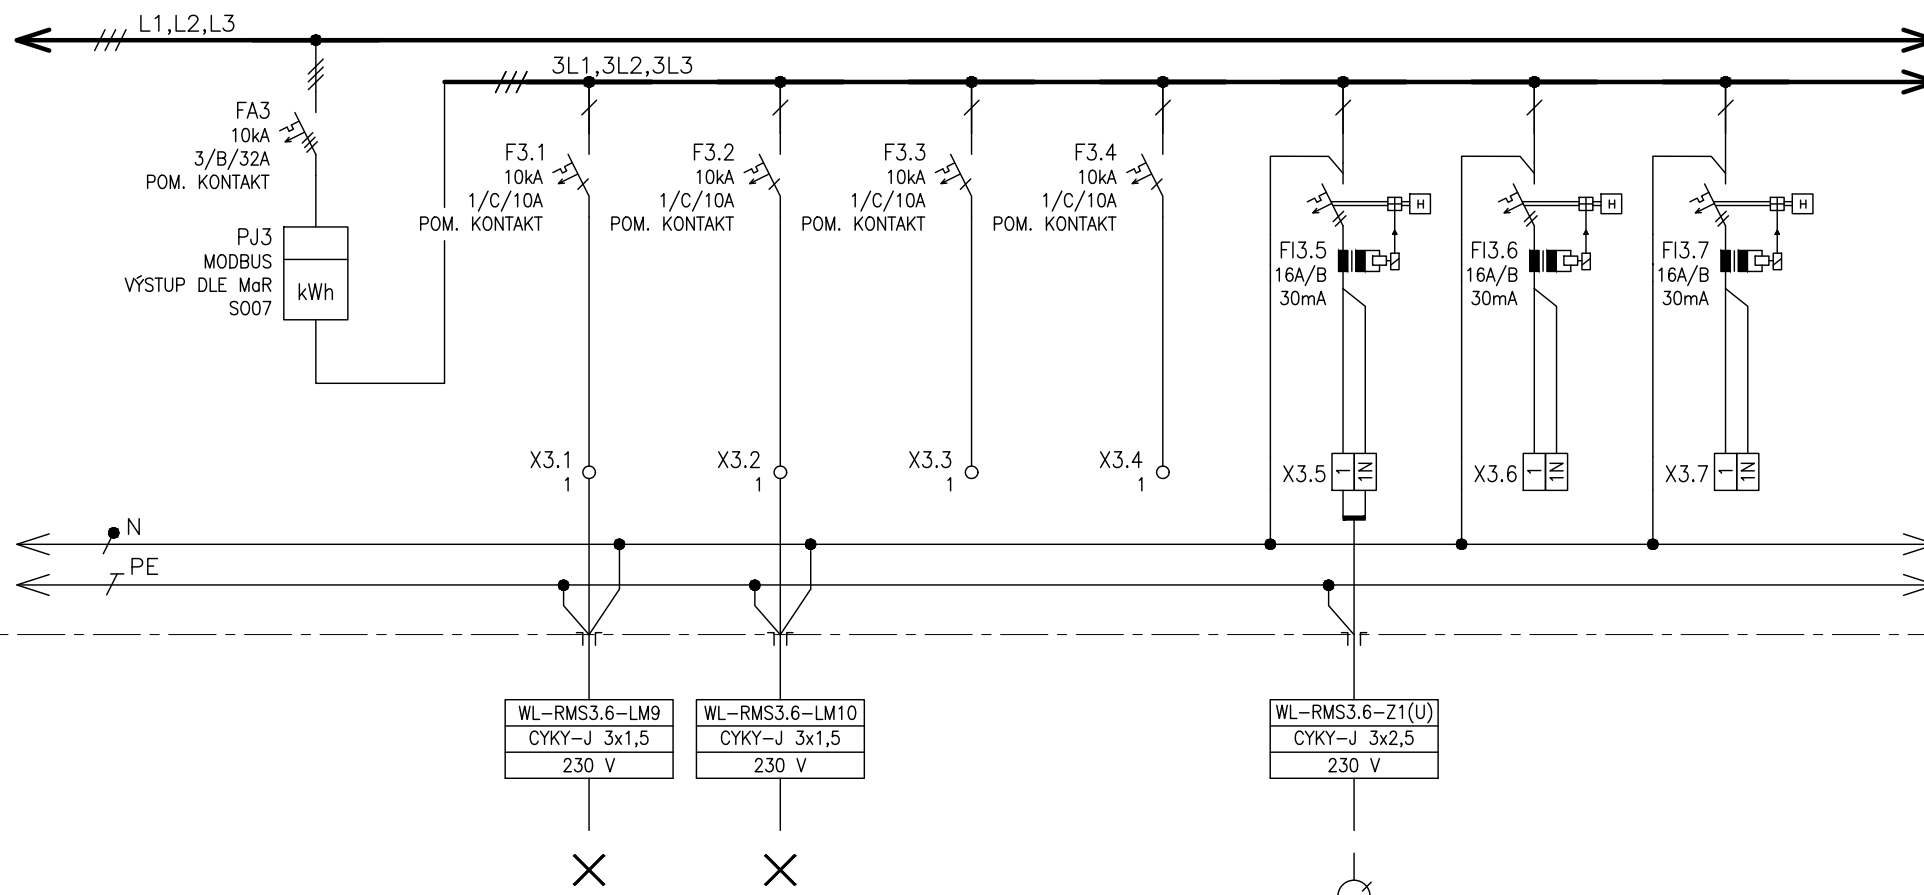 L1,L2,L3
3L1,3L2,3L3
FA3
10kA
3/B/32A
POM. KONTAKT
PJ3
MODBUS
VÝSTUP DLE MaR
S007
kWh
F3.1
10kA
1/C/10A
POM. KONTAKT
F3.2
10kA
1/C/10A
POM. KONTAKT
F3.3
10kA
1/C/10A
POM. KONTAKT
F3.4
10kA
1/C/10A
POM. KONTAKT
H
FI3.5
16A/B
30mA
H
FI3.6
16A/B
30mA
H
FI3.7
16A/B
30mA
X3.1
1
X3.2
1
X3.3
1
X3.4
1
X3.5
1
1N
X3.6
1
1N
X3.7
1
1N
N
PE
WL-RMS3.6-LM9
CYKY-J 3x1,5
230 V
WL-RMS3.6-LM10
CYKY-J 3x1,5
230 V
WL-RMS3.6-Z1(U)
CYKY-J 3x2,5
230 V